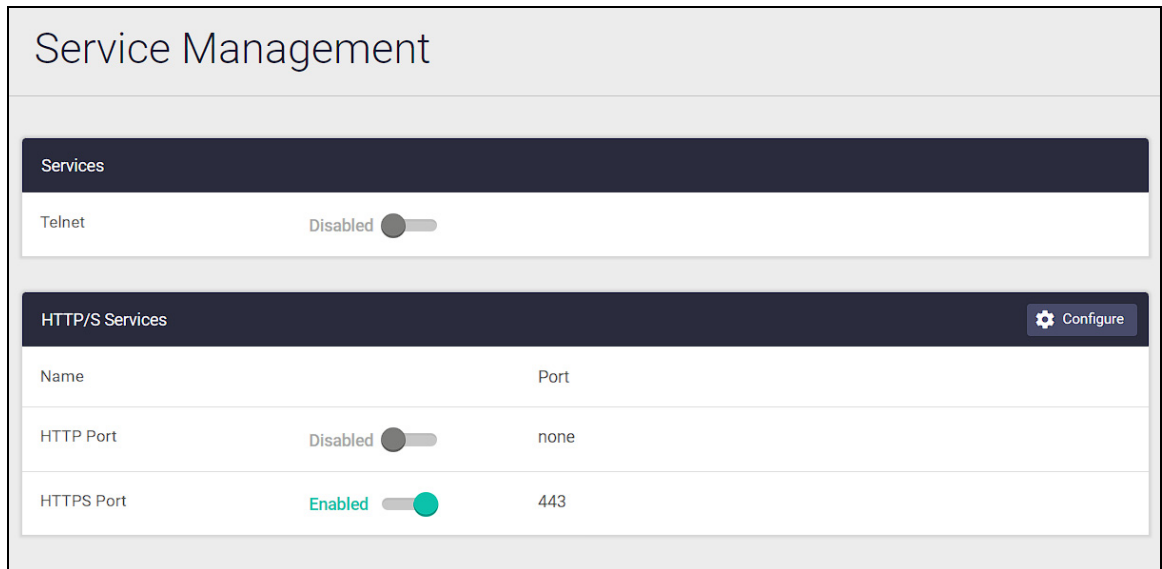 Service Management
Services
Telnet Disabled
HTTP/S Services Configure
Name Port
HTTP Port Disabled none
HTTPS Port Enabled 443